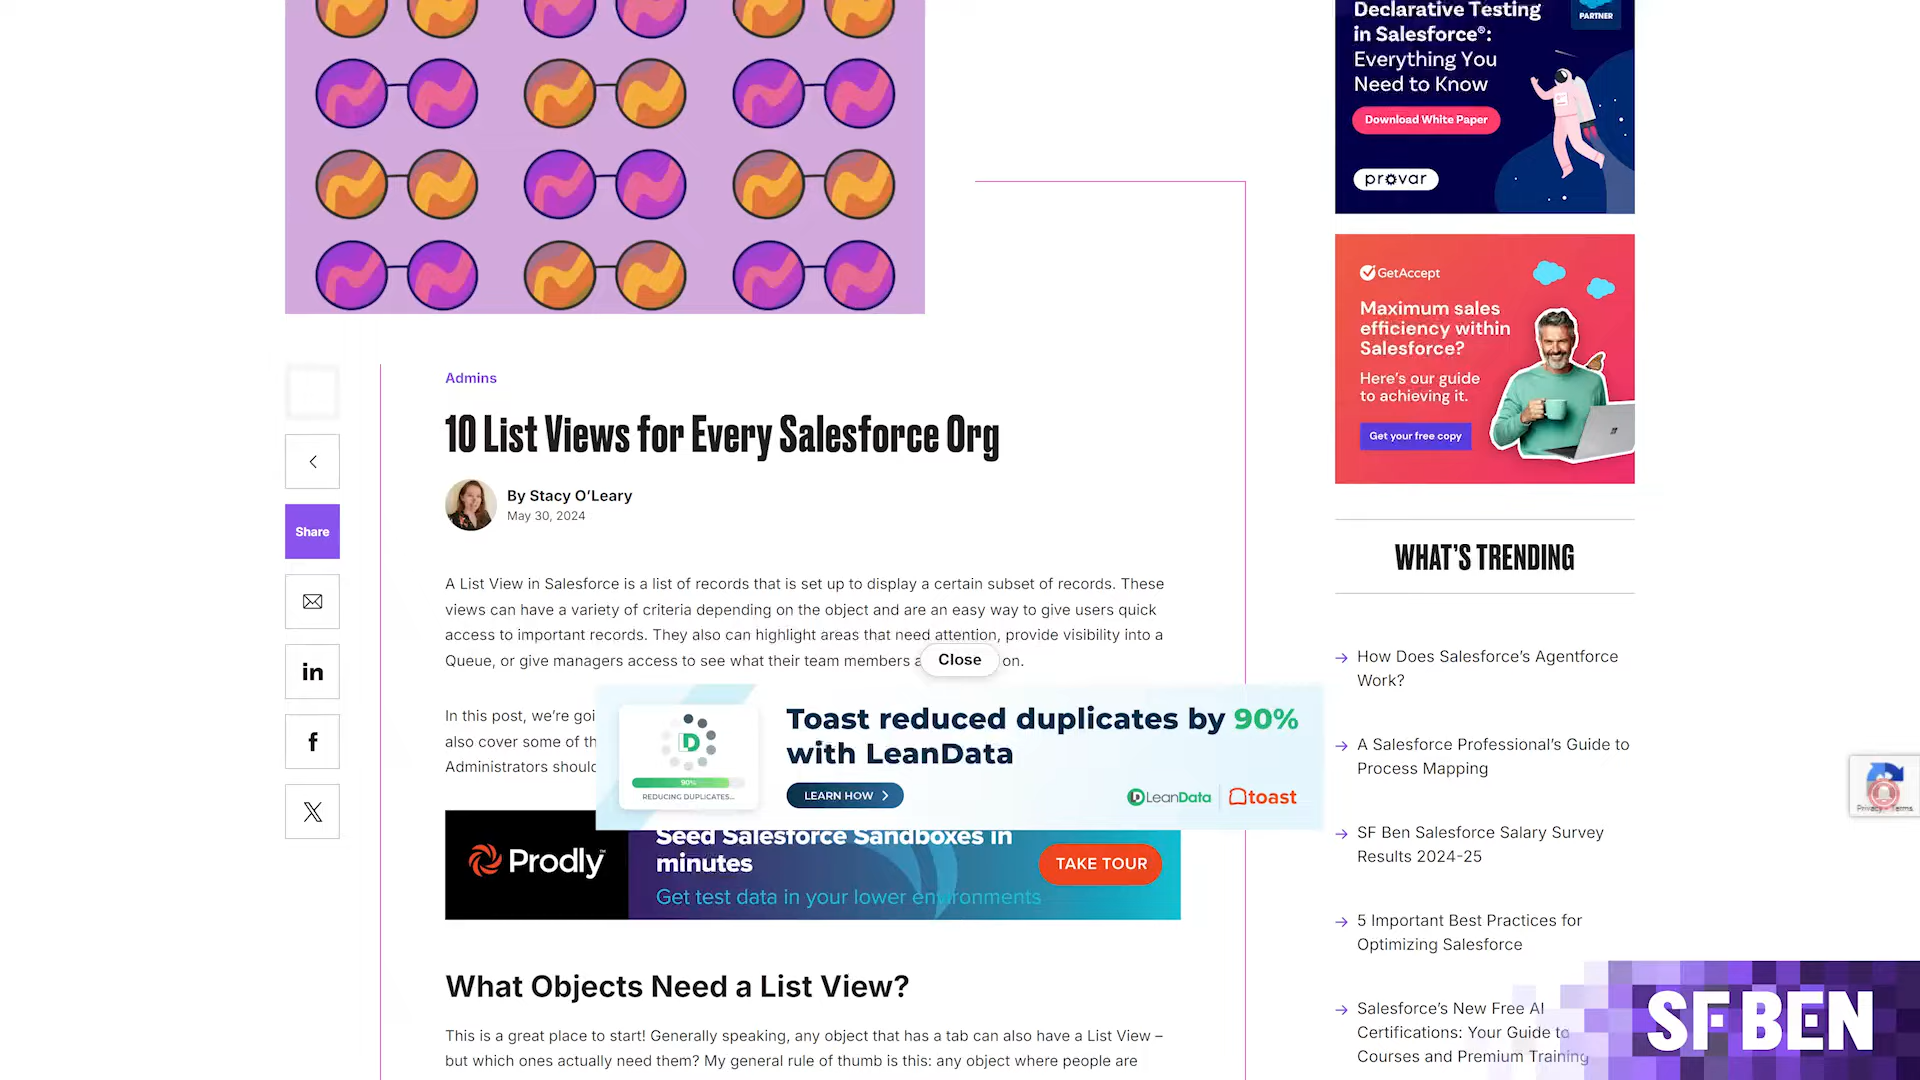 Admins
10 List Views for Every Salesforce Org
By Stacy O'Leary
May 30, 2024
Share
in
f
X
A List View in Salesforce is a list of records that is set up to display a certain subset of records. These
views can have a variety of criteria depending on the object and are an easy way to give users quick
access to important records. They also can highlight areas that need attention, provide visibility into a
Queue, or give managers access to see what their team members a
on.
Close
In this post, we're goi
also cover some of th
Administrators should
D
90%
REDUCING DUPLICATES...
Toast reduced duplicates by 90%
with LeanData
LEARN HOW
LeanData
toast
Prodly™
Seed Salesforce Sandboxes in
minutes
Get test data in your lower environments
TAKE TOUR
What Objects Need a List View?
This is a great place to start! Generally speaking, any object that has a tab can also have a List View –
but which ones actually need them? My general rule of thumb is this: any object where people are
Declarative Testing
in Salesforce®:
Everything You
Need to Know
PARTNER
Download White Paper
provar
GetAccept
Maximum sales
efficiency within
Salesforce?
Here's our guide
to achieving it.
Get your free copy
WHAT'S TRENDING
How Does Salesforce's Agentforce
Work?
A Salesforce Professional's Guide to
Process Mapping
SF Ben Salesforce Salary Survey
Results 2024-25
5 Important Best Practices for
Optimizing Salesforce
Salesforce's New Free AI
Certifications: Your Guide to
Courses and Premium Training
Privacy - Terms
SF BEN